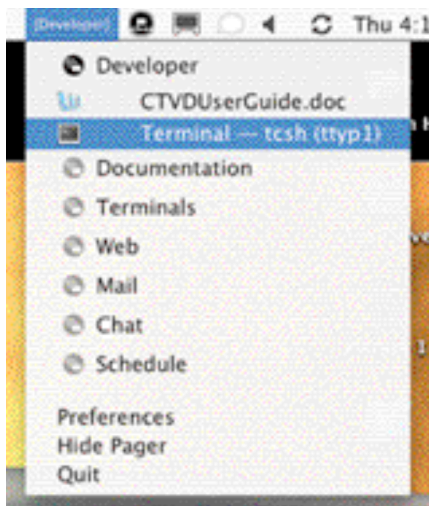 [Developer] Thu 4:1
Developer
CTVDUserGuide.doc
Terminal — tcsh (ttyp1)
Documentation
Terminals
Web
Mail
Chat
Schedule
Preferences
Hide Pager
Quit